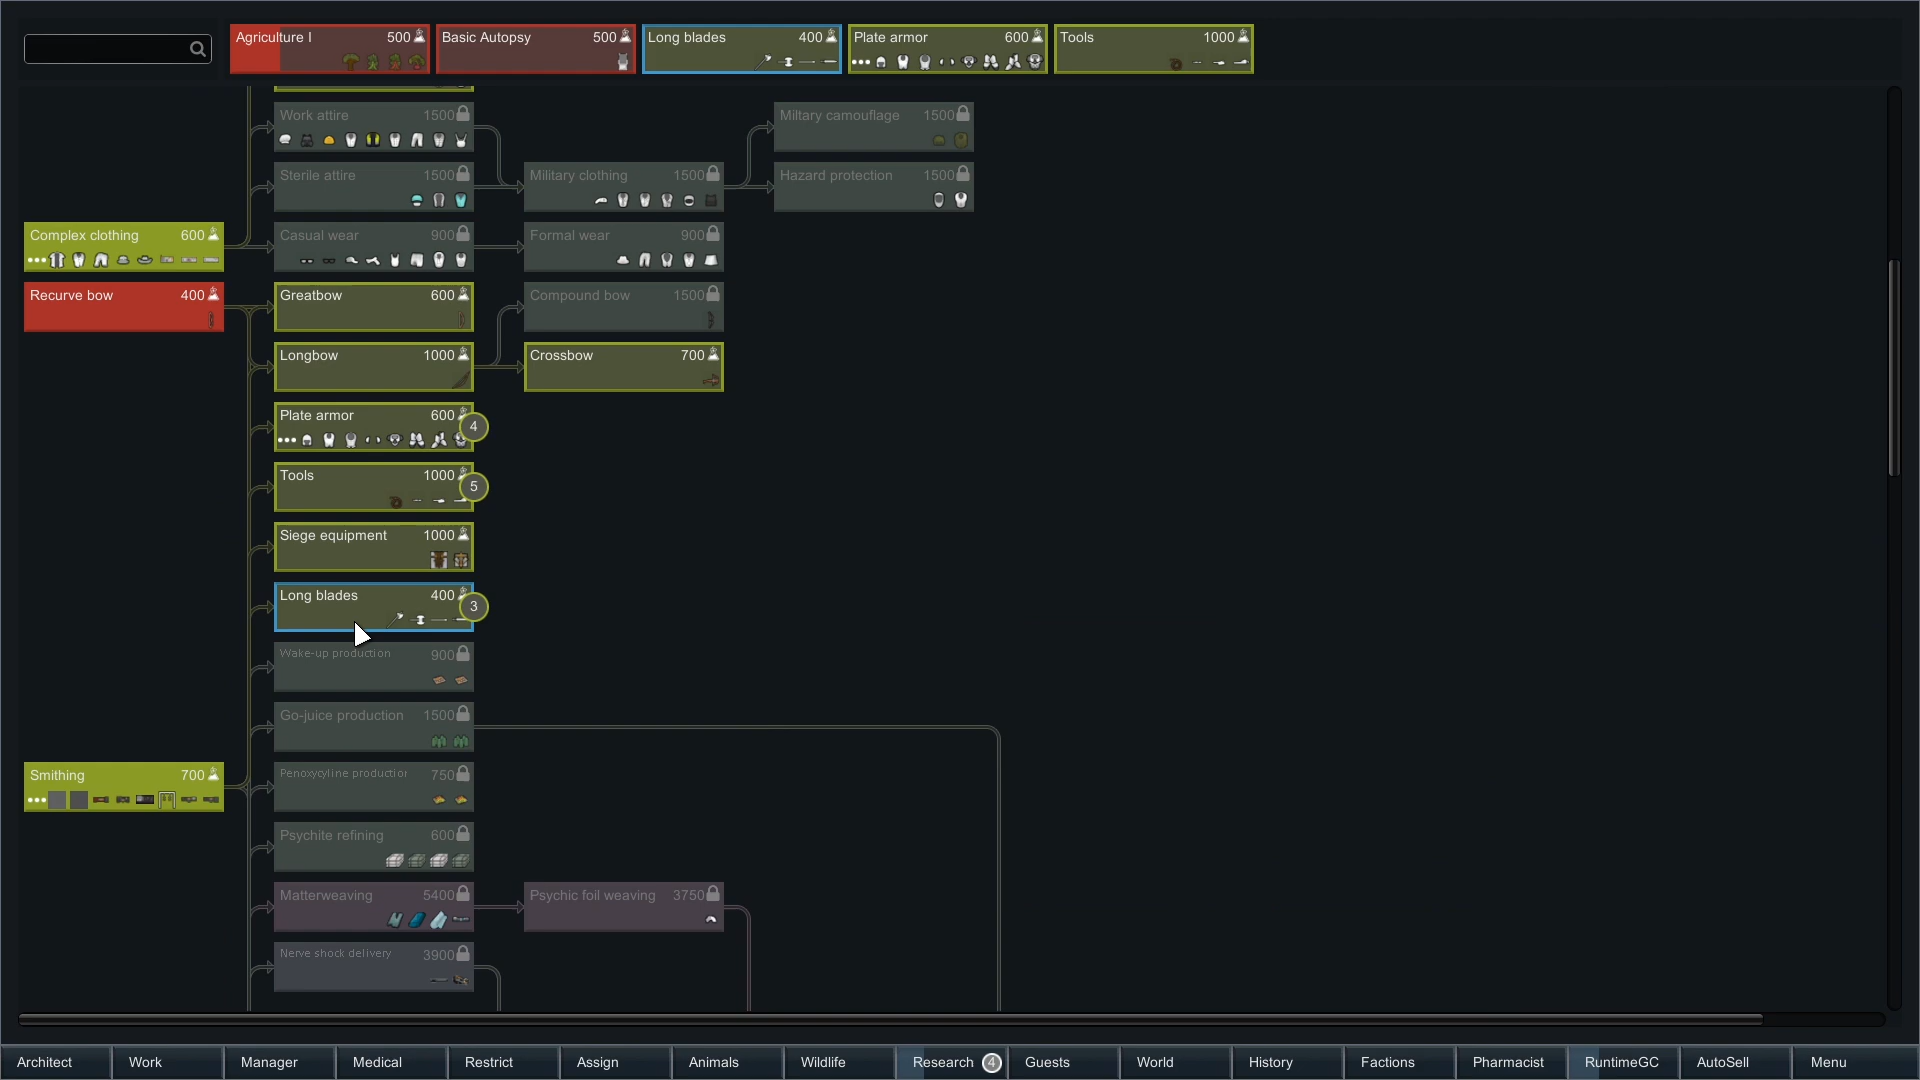 Agriculture I 500
Basic Autopsy 500
Long blades 400
Plate armor 600
Tools 1000
Work attire 1500
Miltary camouflage 1500
Sterile attire 1500
Military clothing 1500
Hazard protection 1500
Complex clothing 600
Casual wear 900
Formal wear 900
Recurve bow 400
Greatbow 600
Compound bow 1500
Longbow 1000
Crossbow 700
Plate armor 600
4
Tools 1000
5
Siege equipment 1000
Long blades 400
3
Wake-up production 900
Go-juice production 1500
Smithing 700
Penoxycyline production 750
Psychite refining 600
Matterweaving 5400
Psychic foil weaving 3750
Nerve shock delivery 3900
Architect Work Manager Medical Restrict Assign Animals Wildlife Research 4 Guests World History Factions Pharmacist RuntimeGC AutoSell Menu